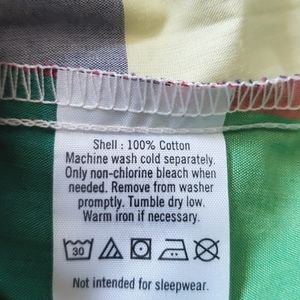 Shell : 100% Cotton
Machine wash cold separately.
Only non-chlorine bleach when
needed. Remove from washer
promptly. Tumble dry low.
Warm iron if necessary.
30
Not intended for sleepwear.